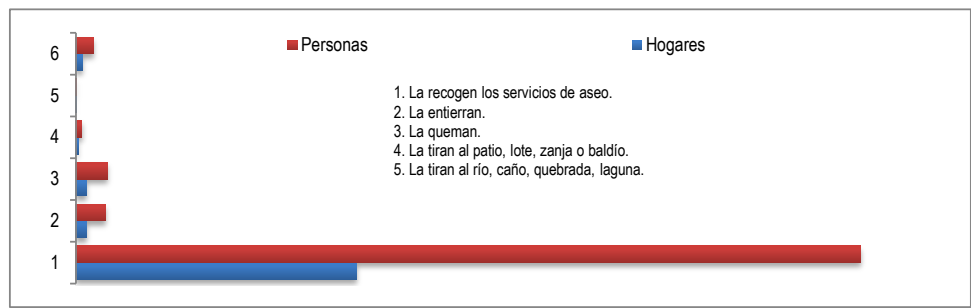 Personas
Hogares
6
5
4
3
2
1
1. La recogen los servicios de aseo.
2. La entierran.
3. La queman.
4. La tiran al patio, lote, zanja o baldío.
5. La tiran al río, caño, quebrada, laguna.